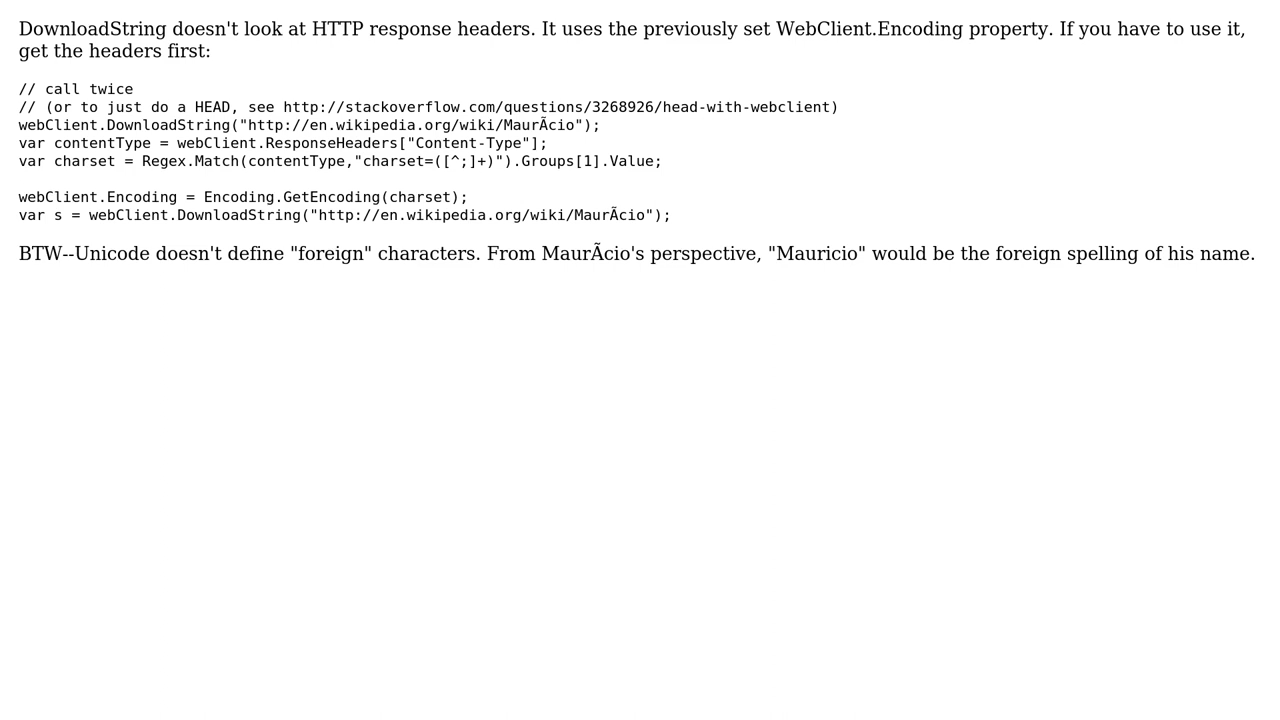 DownloadString doesn't look at HTTP response headers. It uses the previously set WebClient.Encoding property. If you have to use it,
get the headers first:
// call twice
// (or to just do a HEAD, see http://stackoverflow.com/questions/3268926/head-with-webclient)
webClient.DownloadString("http://en.wikipedia.org/wiki/MaurÃcio");
var contentType = webClient.ResponseHeaders["Content-Type"];
var charset = Regex.Match(contentType,"charset=([^;]+)").Groups[1].Value;
webClient.Encoding = Encoding.GetEncoding(charset);
var s = webClient.DownloadString("http://en.wikipedia.org/wiki/MaurÃcio");
BTW--Unicode doesn't define "foreign" characters. From MaurÃcio's perspective, "Mauricio" would be the foreign spelling of his name.